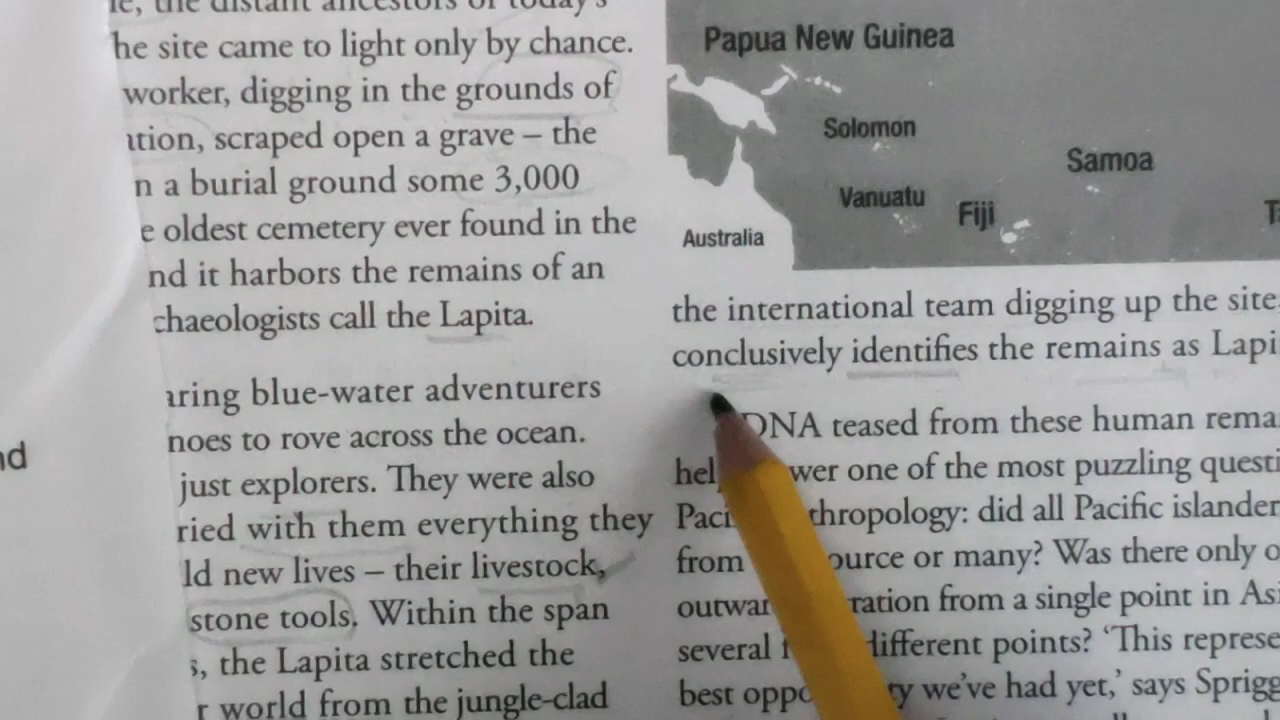 the distant ancestors of today's
he site came to light only by chance.
worker, digging in the grounds of
scraped open a grave – the
n a burial ground some 3,000
e oldest cemetery ever found in the
nd it harbors the remains of an
chaeologists call the Lapita.
blue-water adventurers
noes to rove across the ocean.
just explorers. They were also
ried with them everything they
ld new lives – their livestock,
stone tools. Within the span
s, the Lapita stretched the
r world from the jungle-clad
nd
Papua New Guinea
Solomon
Samoa
Vanuatu
Fiji
T
Australia
the international team digging up the site
conclusively identifies the remains as Lapi
DNA teased from these human rema
hel wer one of the most puzzling questi
Paci thropology: did all Pacific islander
from ource or many? Was there only o
outwar ration from a single point in Asi
several different points? 'This represe
best oppo y we've had yet,' says Sprigg